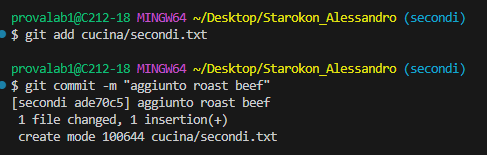 provalab1@C212-18 MINGW64 ~/Desktop/Starokon_Alessandro (secondi)
$ git add cucina/secondi.txt
provalab1@C212-18 MINGW64 ~/Desktop/Starokon_Alessandro (secondi)
$ git commit -m "aggiunto roast beef"
[secondi ade70c5] aggiunto roast beef
 1 file changed, 1 insertion(+)
 create mode 100644 cucina/secondi.txt